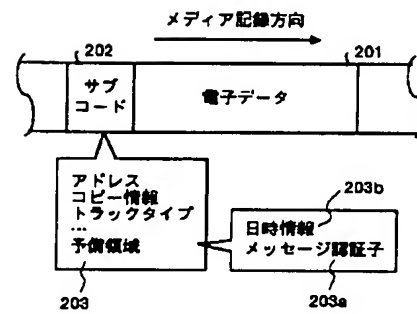 メディア記録方向
202
201
サブ
コード
電子データ
アドレス
コピー情報
トラックタイプ
...
予備領域
203
203b
日時情報
メッセージ認証子
203a